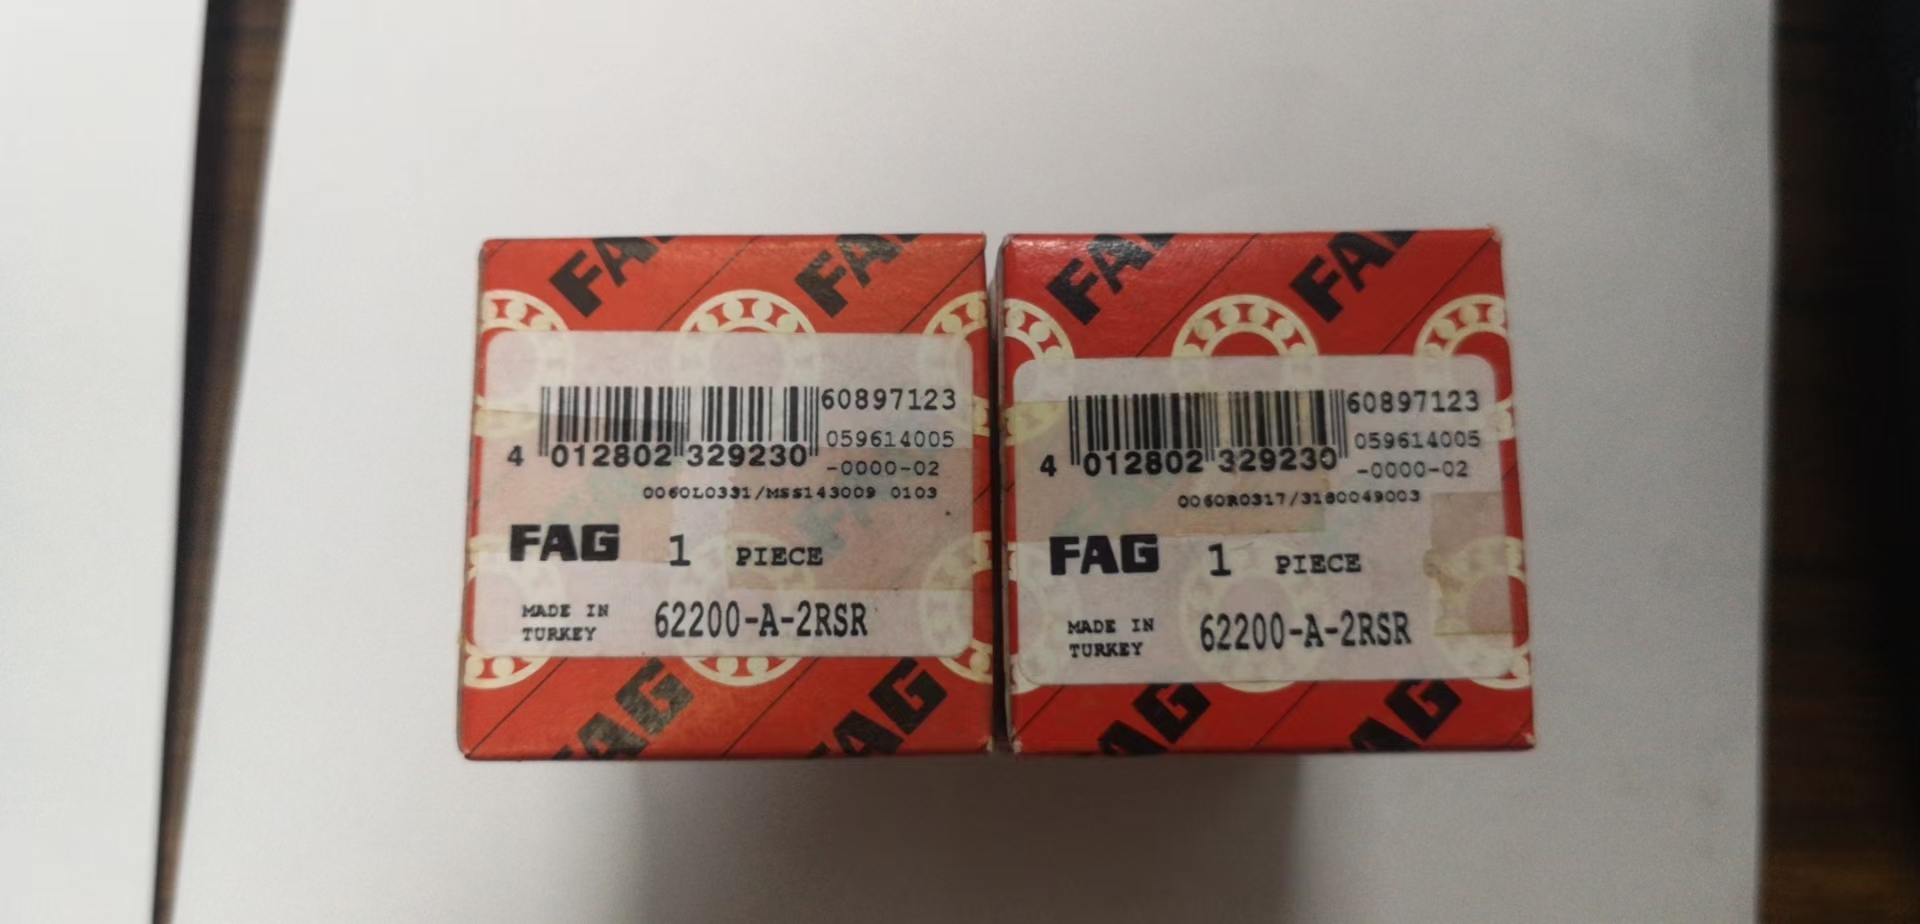 FAG FAG
60897123
059614005
4 012802 329230
-0000-02
0060L0331/MSS143009 0103
FAG 1 PIECE
MADE IN
TURKEY
62200-A-2RSR
FAG FAG
FAG FAG
60897123
059614005
4 012802 329230
-0000-02
0060R0317/3180049003
FAG 1 PIECE
MADE IN
TURKEY
62200-A-2RSR
FAG FAG